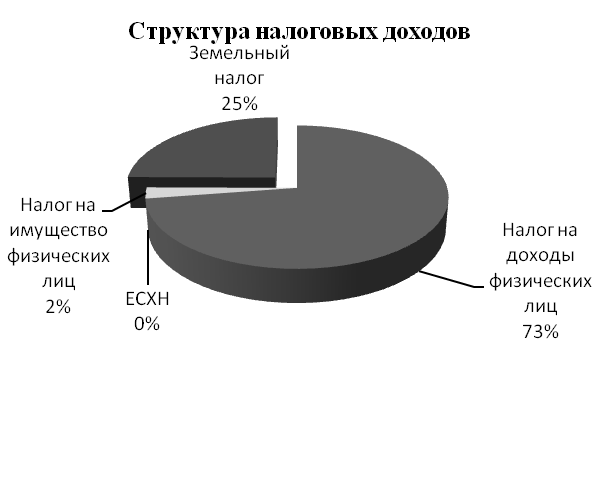 Структура налоговых доходов
Земельный
налог
25%
Налог на
имущество
физических
лиц
2%
ЕСХН
0%
Налог на
доходы
физических
лиц
73%